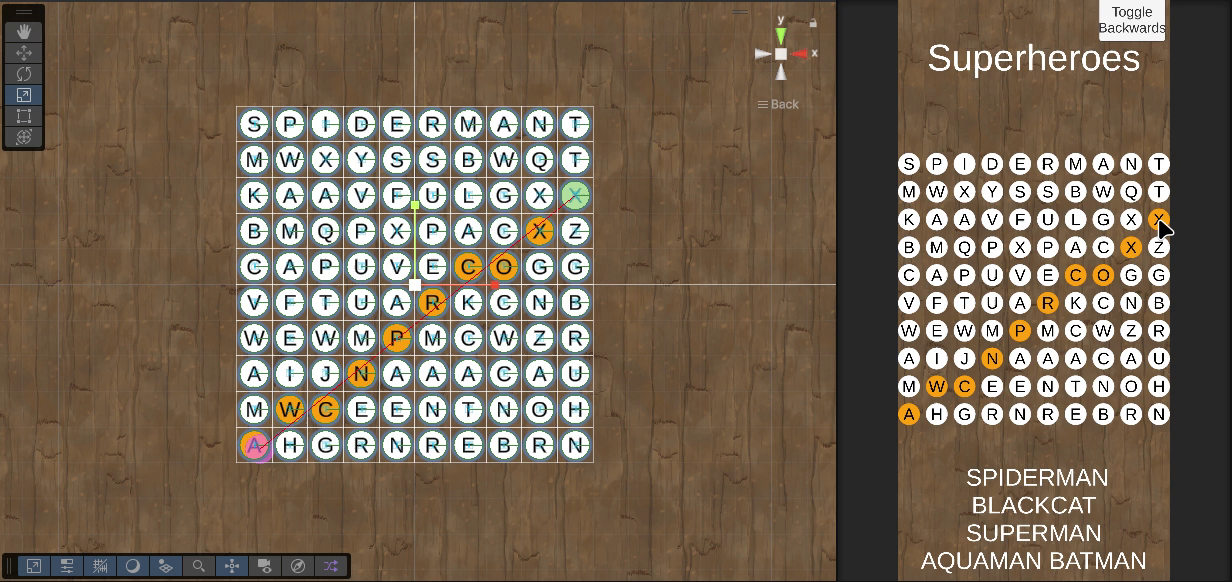 Toggle
Backwards
y
x
Back
Superheroes
S P I D E R M A N T
M W X Y S S B W Q T
K A A V F U L G X X
B M Q P X P A C X Z
C A P U V E C O G G
V F T U A R K C N B
W E W M P M C W Z R
A I J N A A A C A U
M W C E E N T N O H
A H G R N R E B R N
S P I D E R M A N T
M W X Y S S B W Q T
K A A V F U L G X X
B M Q P X P A C X Z
C A P U V E C O G G
V F T U A R K C N B
W E W M P M C W Z R
A I J N A A A C A U
M W C E E N T N O H
A H G R N R E B R N
SPIDERMAN
BLACKCAT
SUPERMAN
AQUAMAN BATMAN